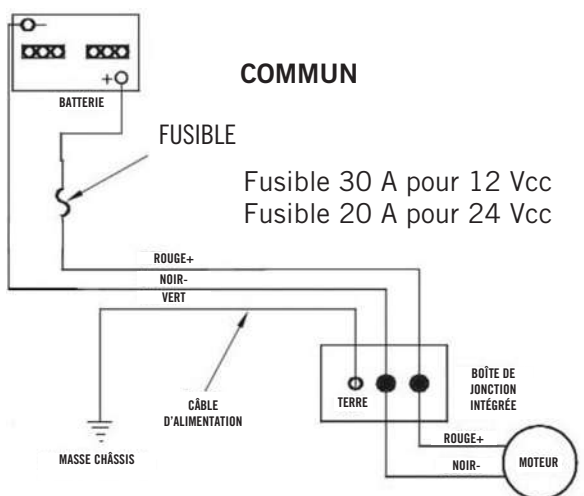 COMMUN
+
BATTERIE
FUSIBLE
Fusible 30 A pour 12 Vcc
Fusible 20 A pour 24 Vcc
ROUGE+
NOIR-
VERT
CÂBLE
D'ALIMENTATION
MASSE CHÂSSIS
TERRE
BOÎTE DE
JONCTION
INTÉGRÉE
ROUGE+
NOIR-
MOTEUR